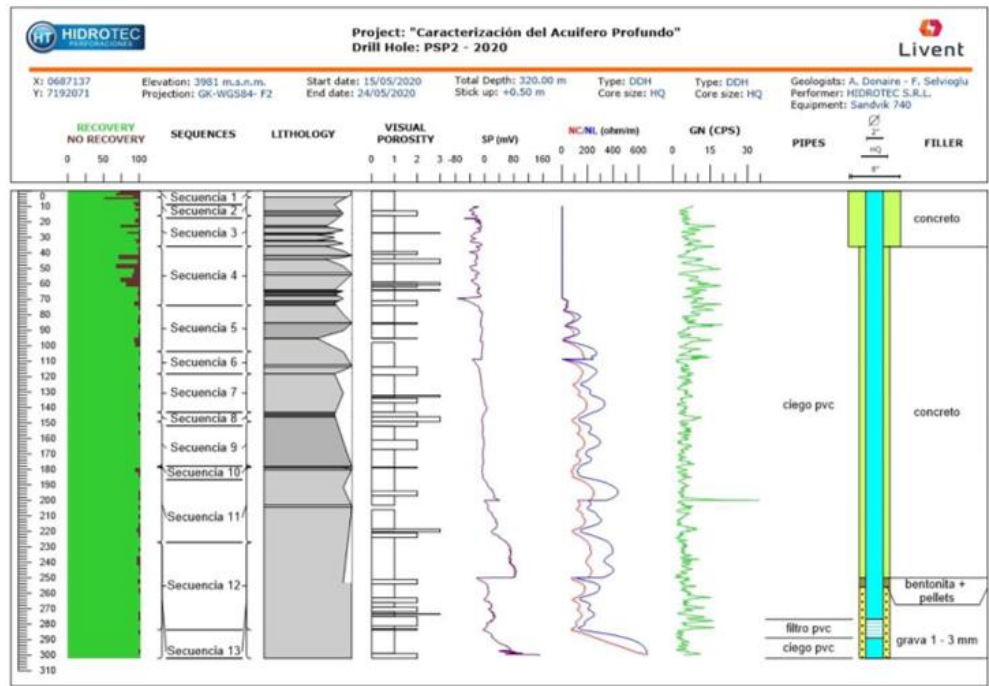 HT HIDROTEC
PERFORACIONES
Project: "Caracterización del Acuifero Profundo"
Drill Hole: PSP2 - 2020
Livent
X: 0687137
Y: 7192071
Elevation: 3981 m.s.n.m.
Projection: GK-WGS84- F2
Start date: 15/05/2020
End date: 24/05/2020
Total Depth: 320.00 m
Stick up: +0.50 m
Type: DDH
Core size: HQ
Type: DDH
Core size: HQ
Geologists: A. Donaire - F. Selvioglu
Performer: HIDROTEC S.R.L.
Equipment: Sandvik 740
RECOVERY
NO RECOVERY
0 50 100
SEQUENCES
LITHOLOGY
VISUAL
POROSITY
0 1 2 3
SP (mV)
-80 0 80 160
NC/NL (ohm/m)
0 200 400 600
GN (CPS)
0 15 30
PIPES
Ø
2"
HQ
8"
FILLER
0
10
20
30
40
50
60
70
80
90
100
110
120
130
140
150
160
170
180
190
200
210
220
230
240
250
260
270
280
290
300
310
Secuencia 1
Secuencia 2
Secuencia 3
Secuencia 4
Secuencia 5
Secuencia 6
Secuencia 7
Secuencia 8
Secuencia 9
Secuencia 10
Secuencia 11
Secuencia 12
Secuencia 13
ciego pvc
filtro pvc
ciego pvc
concreto
concreto
bentonita +
pellets
grava 1 - 3 mm